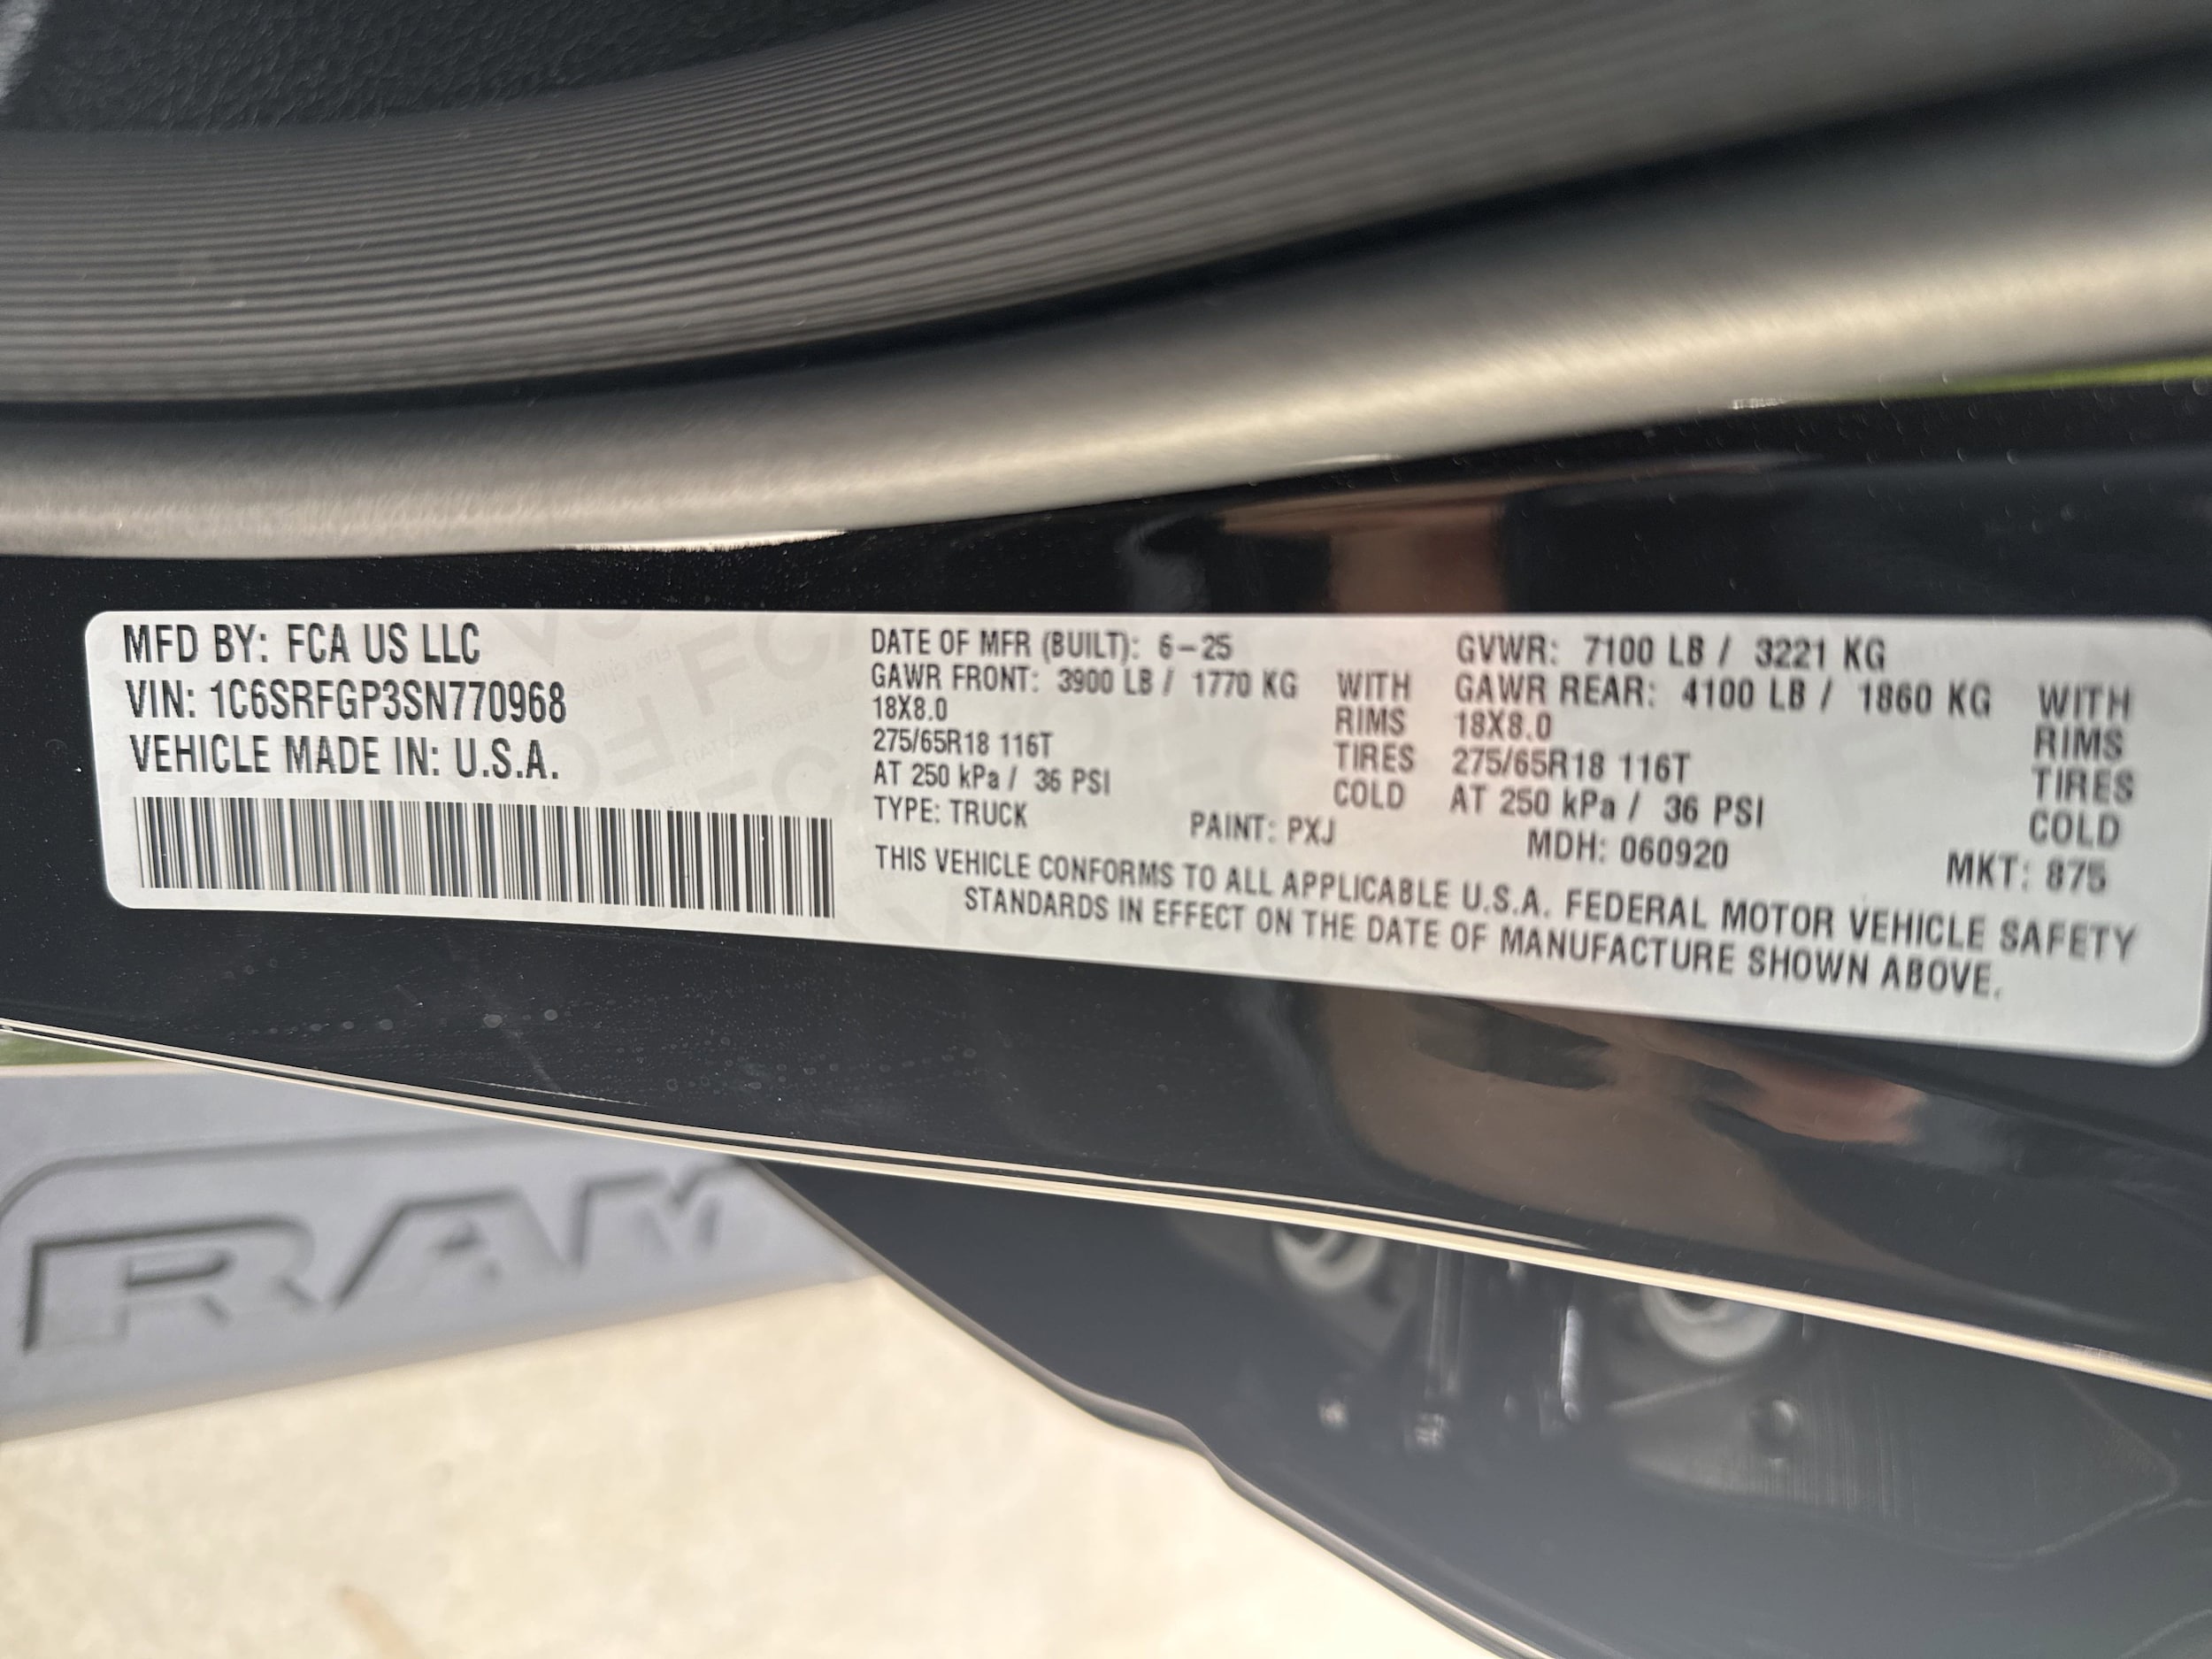 MFD BY: FCA US LLC
VIN: 1C6SRFGP3SN770968
VEHICLE MADE IN: U.S.A.
DATE OF MFR (BUILT): 6-25
GAWR FRONT: 3900 LB / 1770 KG WITH
18X8.0 RIMS
275/65R18 116T TIRES
AT 250 kPa / 36 PSI COLD
GVWR: 7100 LB / 3221 KG
GAWR REAR: 4100 LB / 1860 KG WITH
18X8.0 RIMS
275/65R18 116T TIRES
AT 250 kPa / 36 PSI COLD
TYPE: TRUCK PAINT: PXJ MDH: 060920 MKT: 875
THIS VEHICLE CONFORMS TO ALL APPLICABLE U.S.A. FEDERAL MOTOR VEHICLE SAFETY
STANDARDS IN EFFECT ON THE DATE OF MANUFACTURE SHOWN ABOVE.
RAM